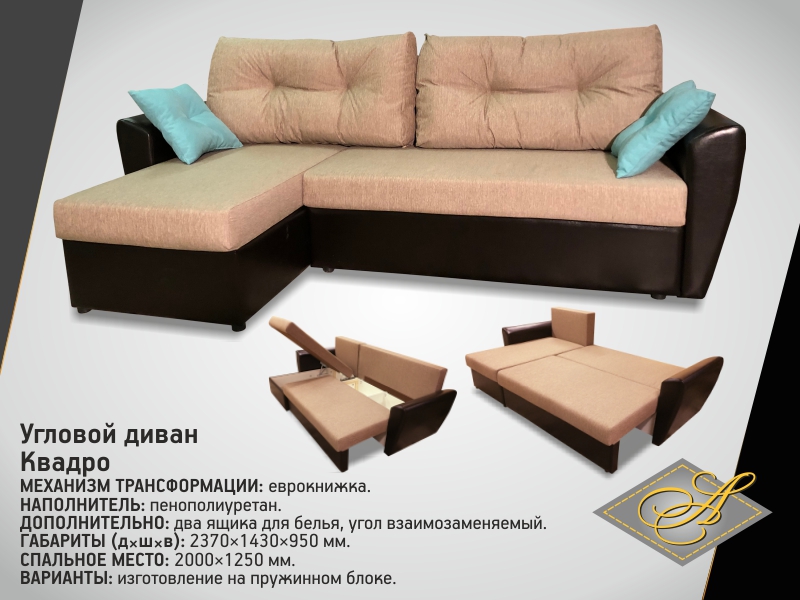 Угловой диван
Квадро
МЕХАНИЗМ ТРАНСФОРМАЦИИ: еврокнижка.
НАПОЛНИТЕЛЬ: пенополиуретан.
ДОПОЛНИТЕЛЬНО: два ящика для белья, угол взаимозаменяемый.
ГАБАРИТЫ (д×ш×в): 2370×1430×950 мм.
СПАЛЬНОЕ МЕСТО: 2000×1250 мм.
ВАРИАНТЫ: изготовление на пружинном блоке.
А